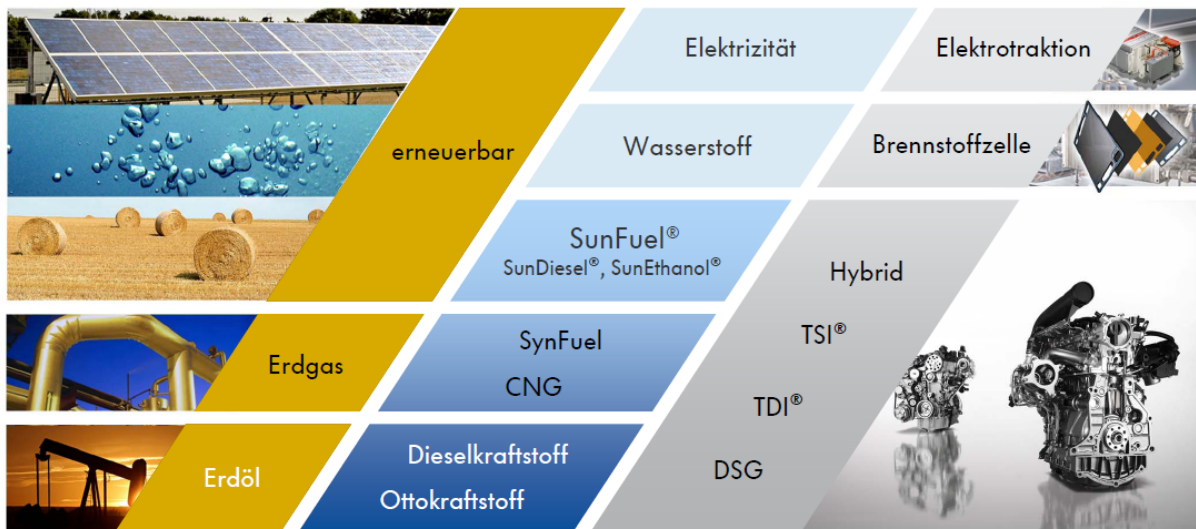 erneuerbar
Erdgas
Erdöl
Elektrizität
Wasserstoff
SunFuel®
SunDiesel®, SunEthanol®
SynFuel
CNG
Dieselkraftstoff
Ottokraftstoff
Elektrotraktion
Brennstoffzelle
Hybrid
TSI®
TDI®
DSG